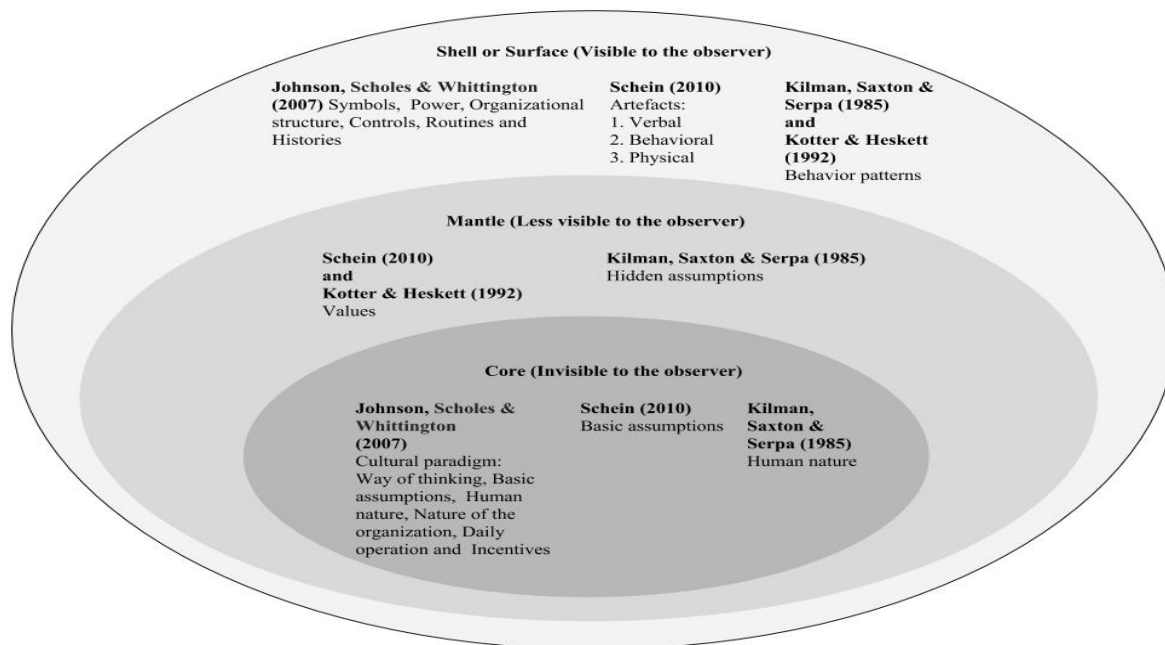 Shell or Surface (Visible to the observer)
Johnson, Scholes & Whittington
(2007) Symbols, Power, Organizational
structure, Controls, Routines and
Histories
Schein (2010)
Artefacts:
1. Verbal
2. Behavioral
3. Physical
Kilman, Saxton &
Serpa (1985)
and
Kotter & Heskett
(1992)
Behavior patterns
Mantle (Less visible to the observer)
Schein (2010)
and
Kotter & Heskett (1992)
Values
Kilman, Saxton & Serpa (1985)
Hidden assumptions
Core (Invisible to the observer)
Johnson, Scholes &
Whittington
(2007)
Cultural paradigm:
Way of thinking, Basic
assumptions, Human
nature, Nature of the
organization, Daily
operation and Incentives
Schein (2010)
Basic assumptions
Kilman,
Saxton &
Serpa (1985)
Human nature